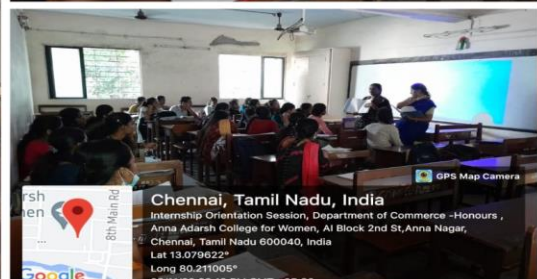 GPS Map Camera
8th Main Rd
Google
Chennai, Tamil Nadu, India
Internship Orientation Session, Department of Commerce -Honours ,
Anna Adarsh College for Women, AI Block 2nd St,Anna Nagar,
Chennai, Tamil Nadu 600040, India
Lat 13.079622°
Long 80.211005°